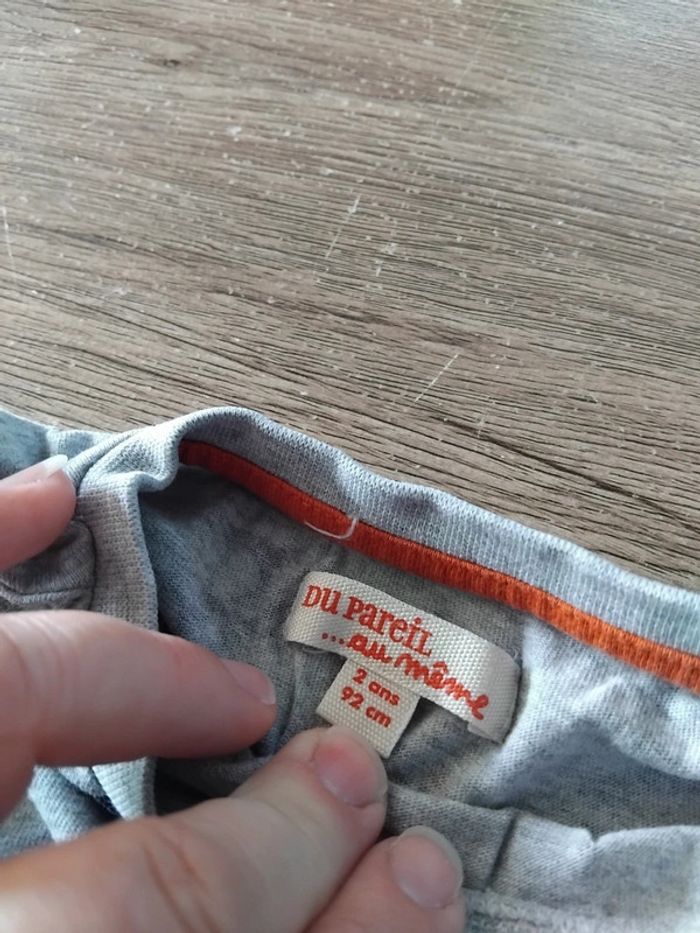 DU PAREIL
...au même
2 ans
92 cm